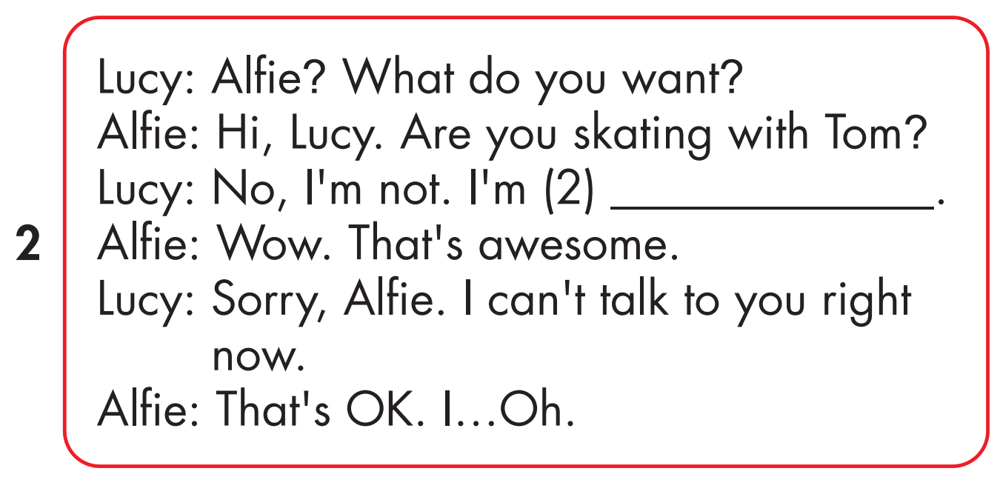 Lucy: Alfie? What do you want?
Alfie: Hi, Lucy. Are you skating with Tom?
Lucy: No, I'm not. I'm (2) _______________.
2
Alfie: Wow. That's awesome.
Lucy: Sorry, Alfie. I can't talk to you right
now.
Alfie: That's OK. I...Oh.